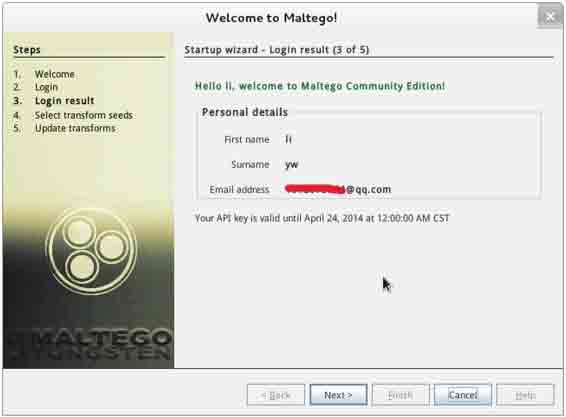 Welcome to Maltego!
Steps
1. Welcome
2. Login
3. Login result
4. Select transform seeds
5. Update transforms
Startup wizard - Login result (3 of 5)
Hello li, welcome to Maltego Community Edition!
Personal details
First name li
Surname yw
Email address @qq.com
Your API key is valid until April 24, 2014 at 12:00:00 AM CST
MALTEGO
TUNGSTEN
< Back Next > Finish Cancel Help